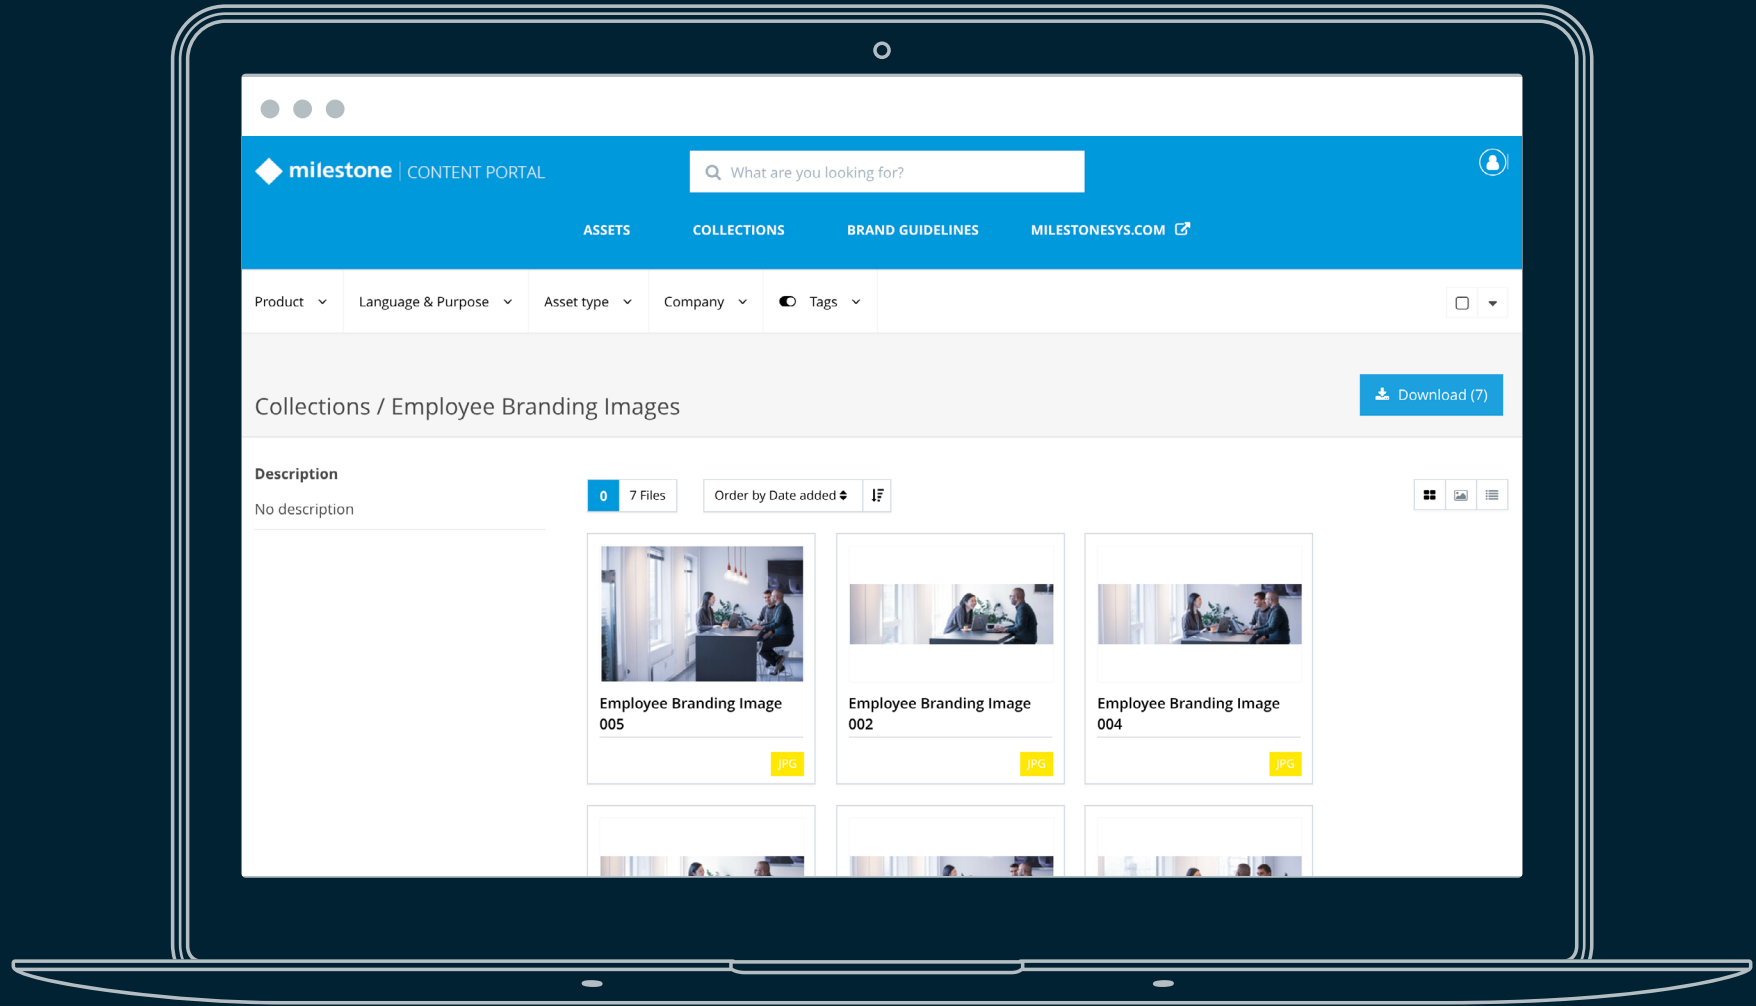 milestone | CONTENT PORTAL
What are you looking for?
ASSETS
COLLECTIONS
BRAND GUIDELINES
MILESTONESYS.COM
Product
Language & Purpose
Asset type
Company
Tags
Collections / Employee Branding Images
Download (7)
Description
No description
0
7 Files
Order by Date added
Employee Branding Image
005
JPG
Employee Branding Image
002
JPG
Employee Branding Image
004
JPG